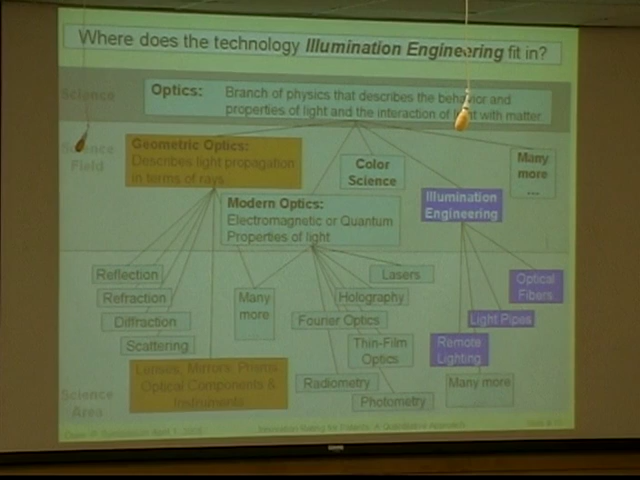 Where does the technology Illumination Engineering fit in?
Science
Optics: Branch of physics that describes the behavior and
properties of light and the interaction of light with matter
Science
Field
Geometric Optics:
Describes light propagation
in terms of rays
Color
Science
Many
more
...
Modern Optics:
Electromagnetic or Quantum
Properties of light
Illumination
Engineering
Reflection
Refraction
Diffraction
Scattering
Many
more
Lasers
Holography
Fourier Optics
Thin-Film
Optics
Radiometry
Photometry
Optical
Fibers
Light Pipes
Remote
Lighting
Many more
...
Lenses, Mirrors, Prisms,
Optical Components &
Instruments
Science
Area